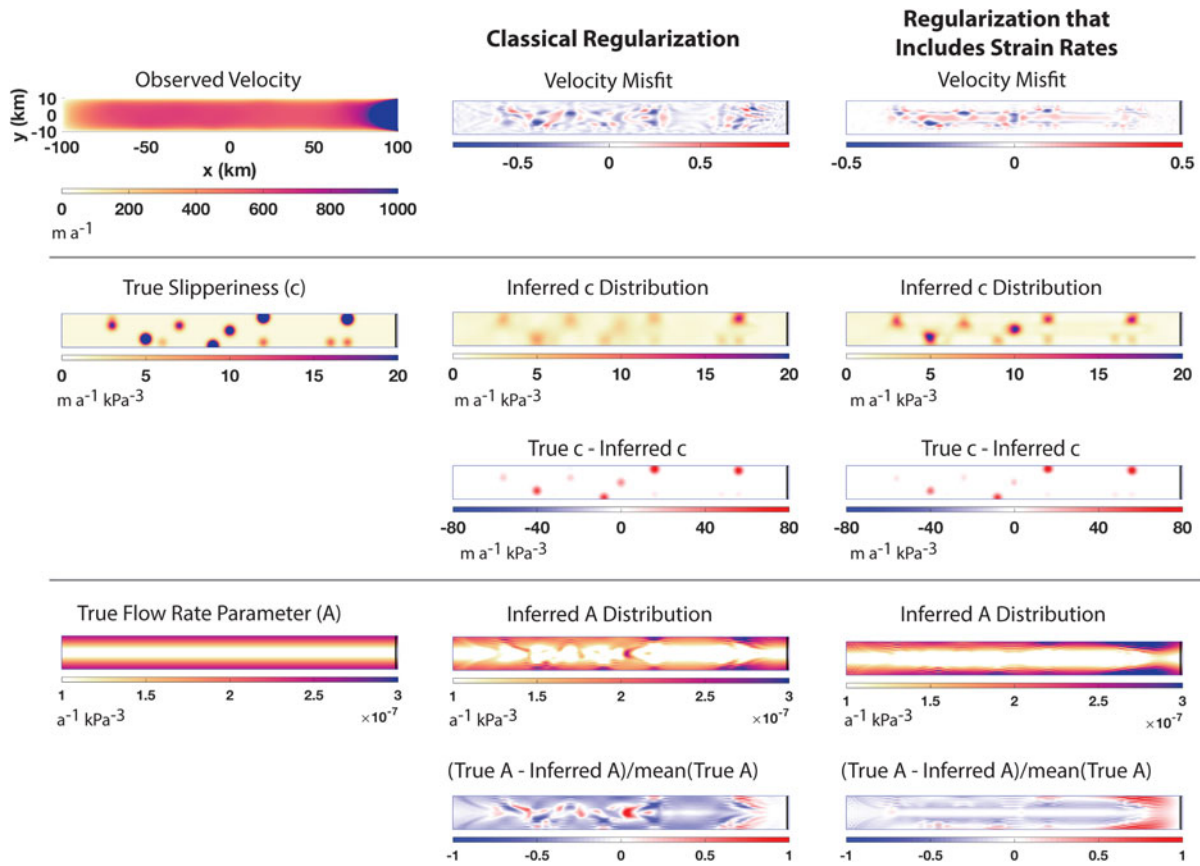 Classical Regularization
Regularization that
Includes Strain Rates
Observed Velocity
Velocity Misfit
Velocity Misfit
y (km)
10
0
-10
-100 -50 0 50 100
x (km)
0 200 400 600 800 1000
m a⁻¹
-0.5 0 0.5
-0.5 0 0.5
True Slipperiness (c)
Inferred c Distribution
Inferred c Distribution
0 5 10 15 20
m a⁻¹ kPa⁻³
0 5 10 15 20
m a⁻¹ kPa⁻³
0 5 10 15 20
m a⁻¹ kPa⁻³
True c - Inferred c
True c - Inferred c
-80 -40 0 40 80
m a⁻¹ kPa⁻³
-80 -40 0 40 80
m a⁻¹ kPa⁻³
True Flow Rate Parameter (A)
Inferred A Distribution
Inferred A Distribution
1 1.5 2 2.5 3
a⁻¹ kPa⁻³ ×10⁻⁷
1 1.5 2 2.5 3
a⁻¹ kPa⁻³ ×10⁻⁷
1 1.5 2 2.5 3
a⁻¹ kPa⁻³ ×10⁻⁷
(True A - Inferred A)/mean(True A)
(True A - Inferred A)/mean(True A)
-1 -0.5 0 0.5 1
-1 -0.5 0 0.5 1